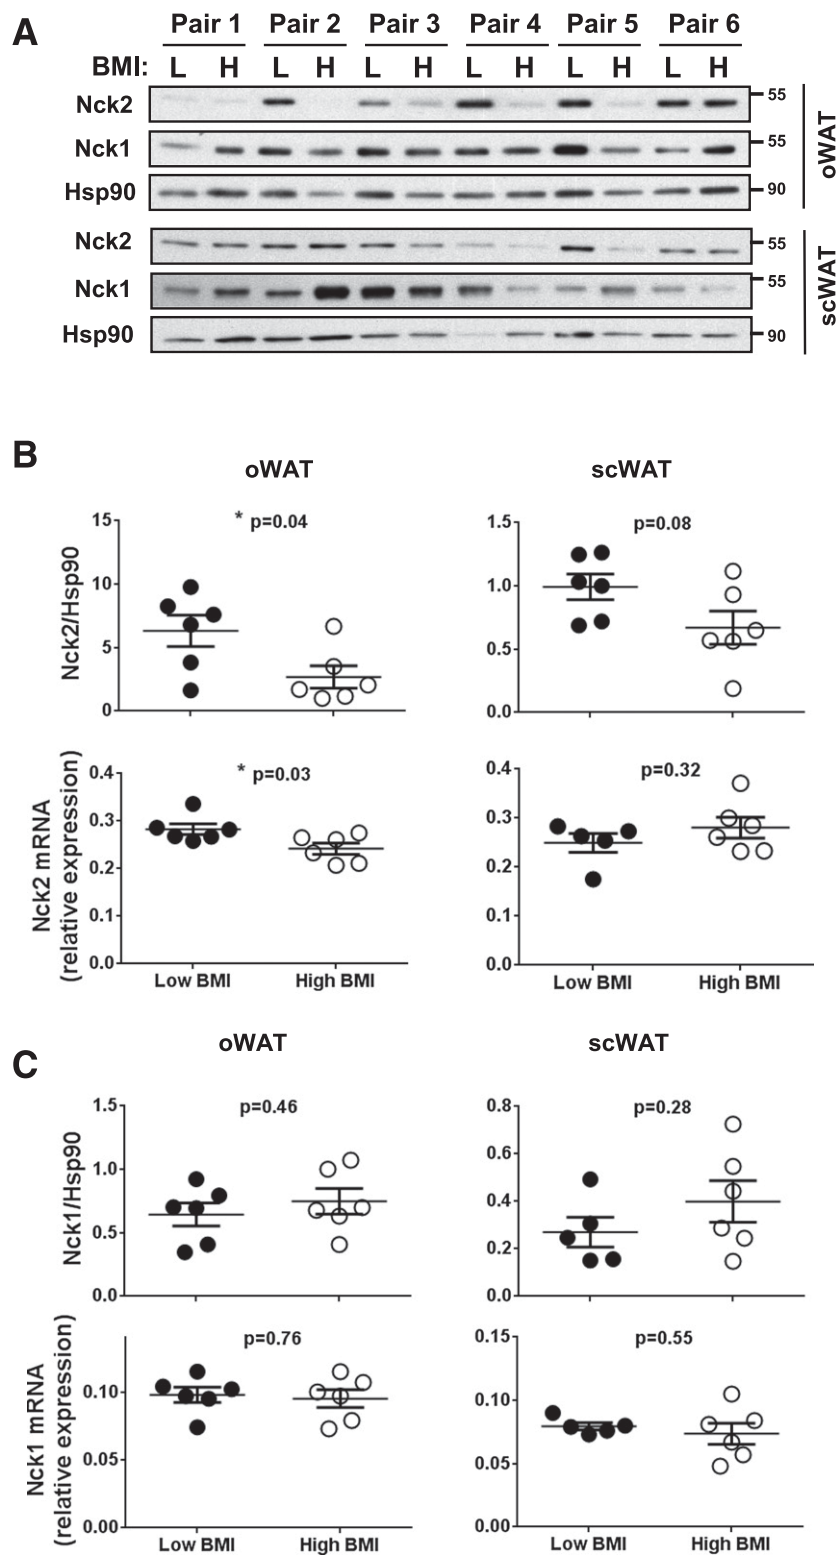 A
Pair 1 Pair 2 Pair 3 Pair 4 Pair 5 Pair 6
BMI: L H L H L H L H L H L H
Nck2 55
Nck1 55
Hsp90 90
oWAT
Nck2 55
Nck1 55
Hsp90 90
scWAT
B
oWAT
Nck2/Hsp90
15
10
5
0
* p=0.04
scWAT
1.5
1.0
0.5
0.0
p=0.08
Nck2 mRNA
(relative expression)
0.4
0.3
0.2
0.1
0.0
* p=0.03
Low BMI High BMI
0.4
0.3
0.2
0.1
0.0
p=0.32
Low BMI High BMI
C
oWAT
Nck1/Hsp90
1.5
1.0
0.5
0.0
p=0.46
scWAT
0.8
0.6
0.4
0.2
0.0
p=0.28
Nck1 mRNA
(relative expression)
0.10
0.05
0.00
p=0.76
Low BMI High BMI
0.15
0.10
0.05
0.00
p=0.55
Low BMI High BMI